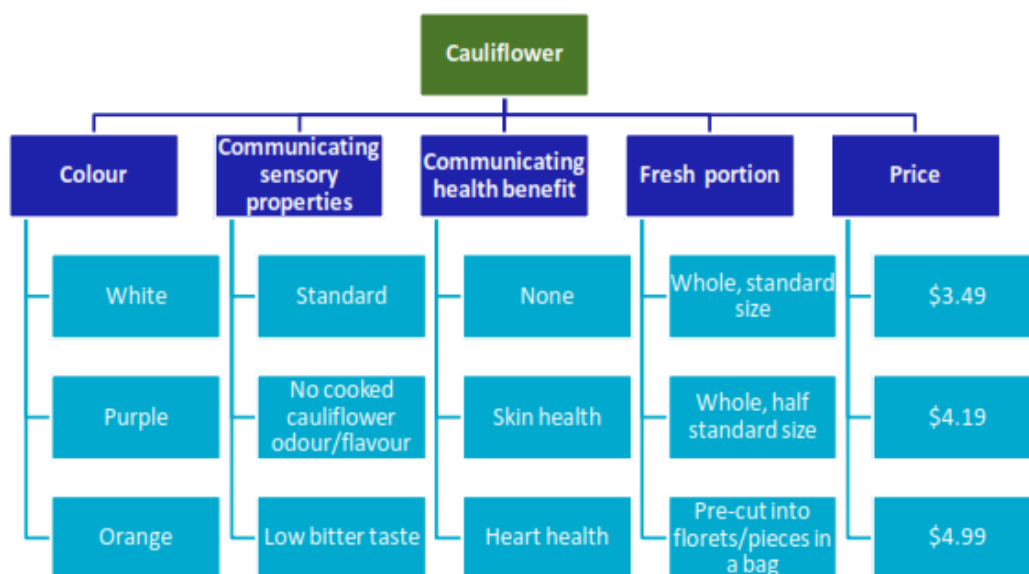 Cauliflower
Colour
Communicating
sensory
properties
Communicating
health benefit
Fresh portion
Price
White
Standard
None
Whole, standard
size
$3.49
Purple
No cooked
cauliflower
odour/flavour
Skin health
Whole, half
standard size
$4.19
Orange
Low bitter taste
Heart health
Pre-cut into
florets/pieces in
a bag
$4.99